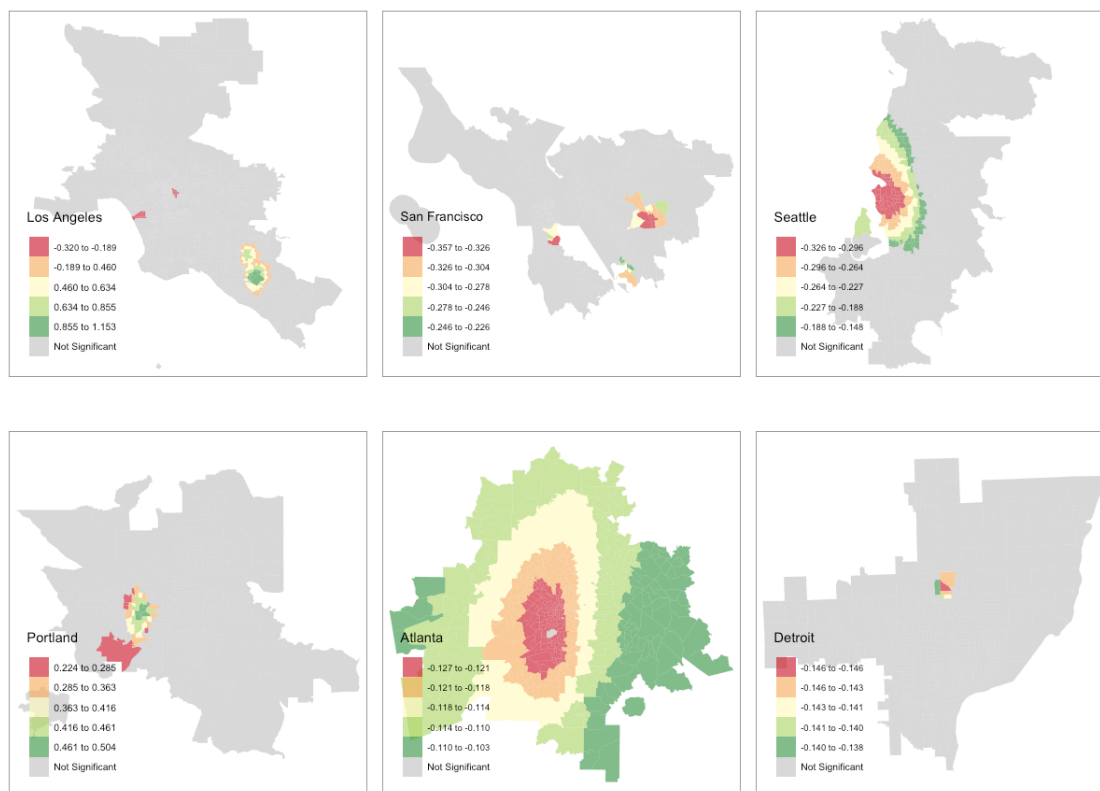 Los Angeles
-0.320 to -0.189
-0.189 to 0.460
0.460 to 0.634
0.634 to 0.855
0.855 to 1.153
Not Significant
San Francisco
-0.357 to -0.326
-0.326 to -0.304
-0.304 to -0.278
-0.278 to -0.246
-0.246 to -0.226
Not Significant
Seattle
-0.326 to -0.296
-0.296 to -0.264
-0.264 to -0.227
-0.227 to -0.188
-0.188 to -0.148
Not Significant
Portland
0.224 to 0.285
0.285 to 0.363
0.363 to 0.416
0.416 to 0.461
0.461 to 0.504
Not Significant
Atlanta
-0.127 to -0.121
-0.121 to -0.118
-0.118 to -0.114
-0.114 to -0.110
-0.110 to -0.103
Not Significant
Detroit
-0.146 to -0.146
-0.146 to -0.143
-0.143 to -0.141
-0.141 to -0.140
-0.140 to -0.138
Not Significant